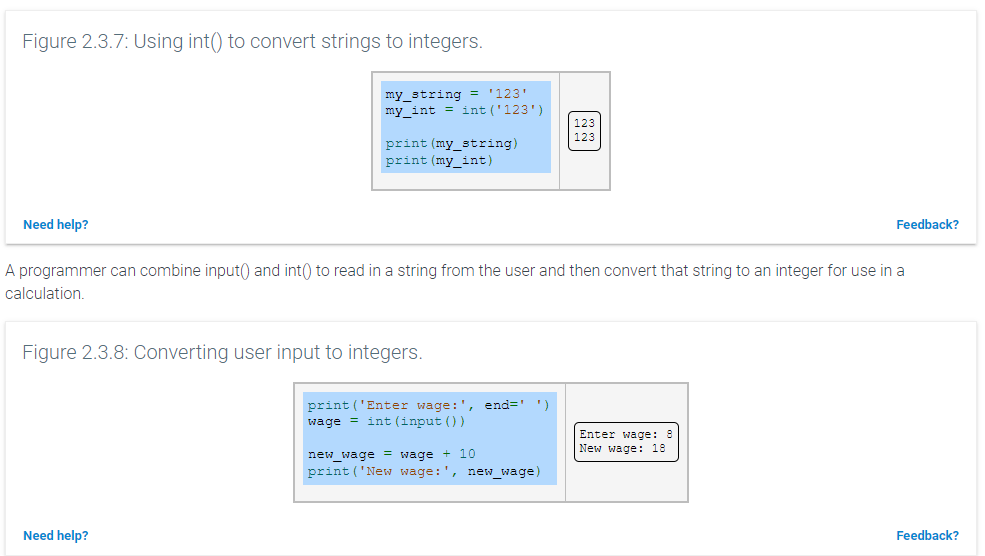 Figure 2.3.7: Using int() to convert strings to integers.
my_string = '123'
my_int = int('123')
print(my_string)
print(my_int)
123
123
Need help?
Feedback?
A programmer can combine input() and int() to read in a string from the user and then convert that string to an integer for use in a
calculation.
Figure 2.3.8: Converting user input to integers.
print('Enter wage:', end=' ')
wage = int(input())
new_wage = wage + 10
print('New wage:', new_wage)
Enter wage: 8
New wage: 18
Need help?
Feedback?